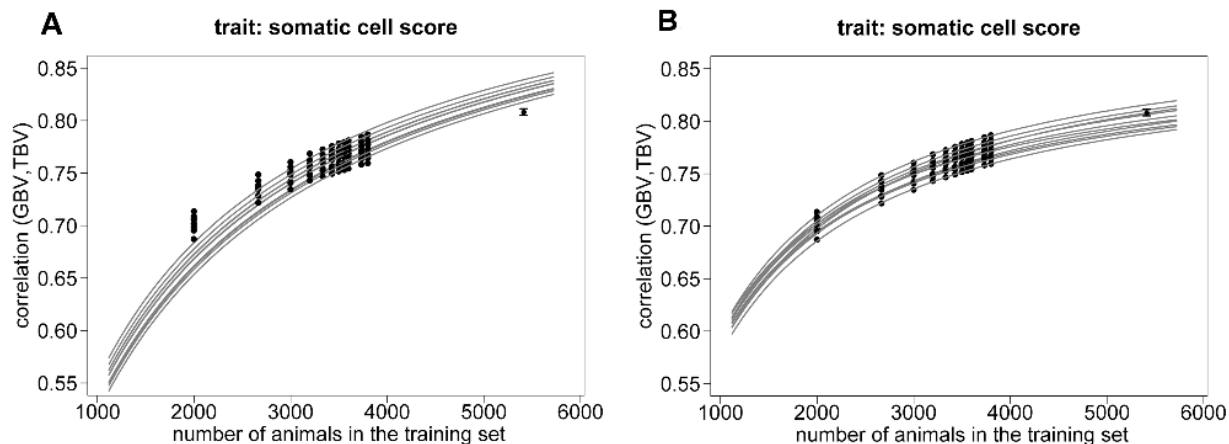 A
trait: somatic cell score
correlation (GBV,TBV)
0.85
0.80
0.75
0.70
0.65
0.60
0.55
1000 2000 3000 4000 5000 6000
number of animals in the training set
B
trait: somatic cell score
correlation (GBV,TBV)
0.85
0.80
0.75
0.70
0.65
0.60
0.55
1000 2000 3000 4000 5000 6000
number of animals in the training set